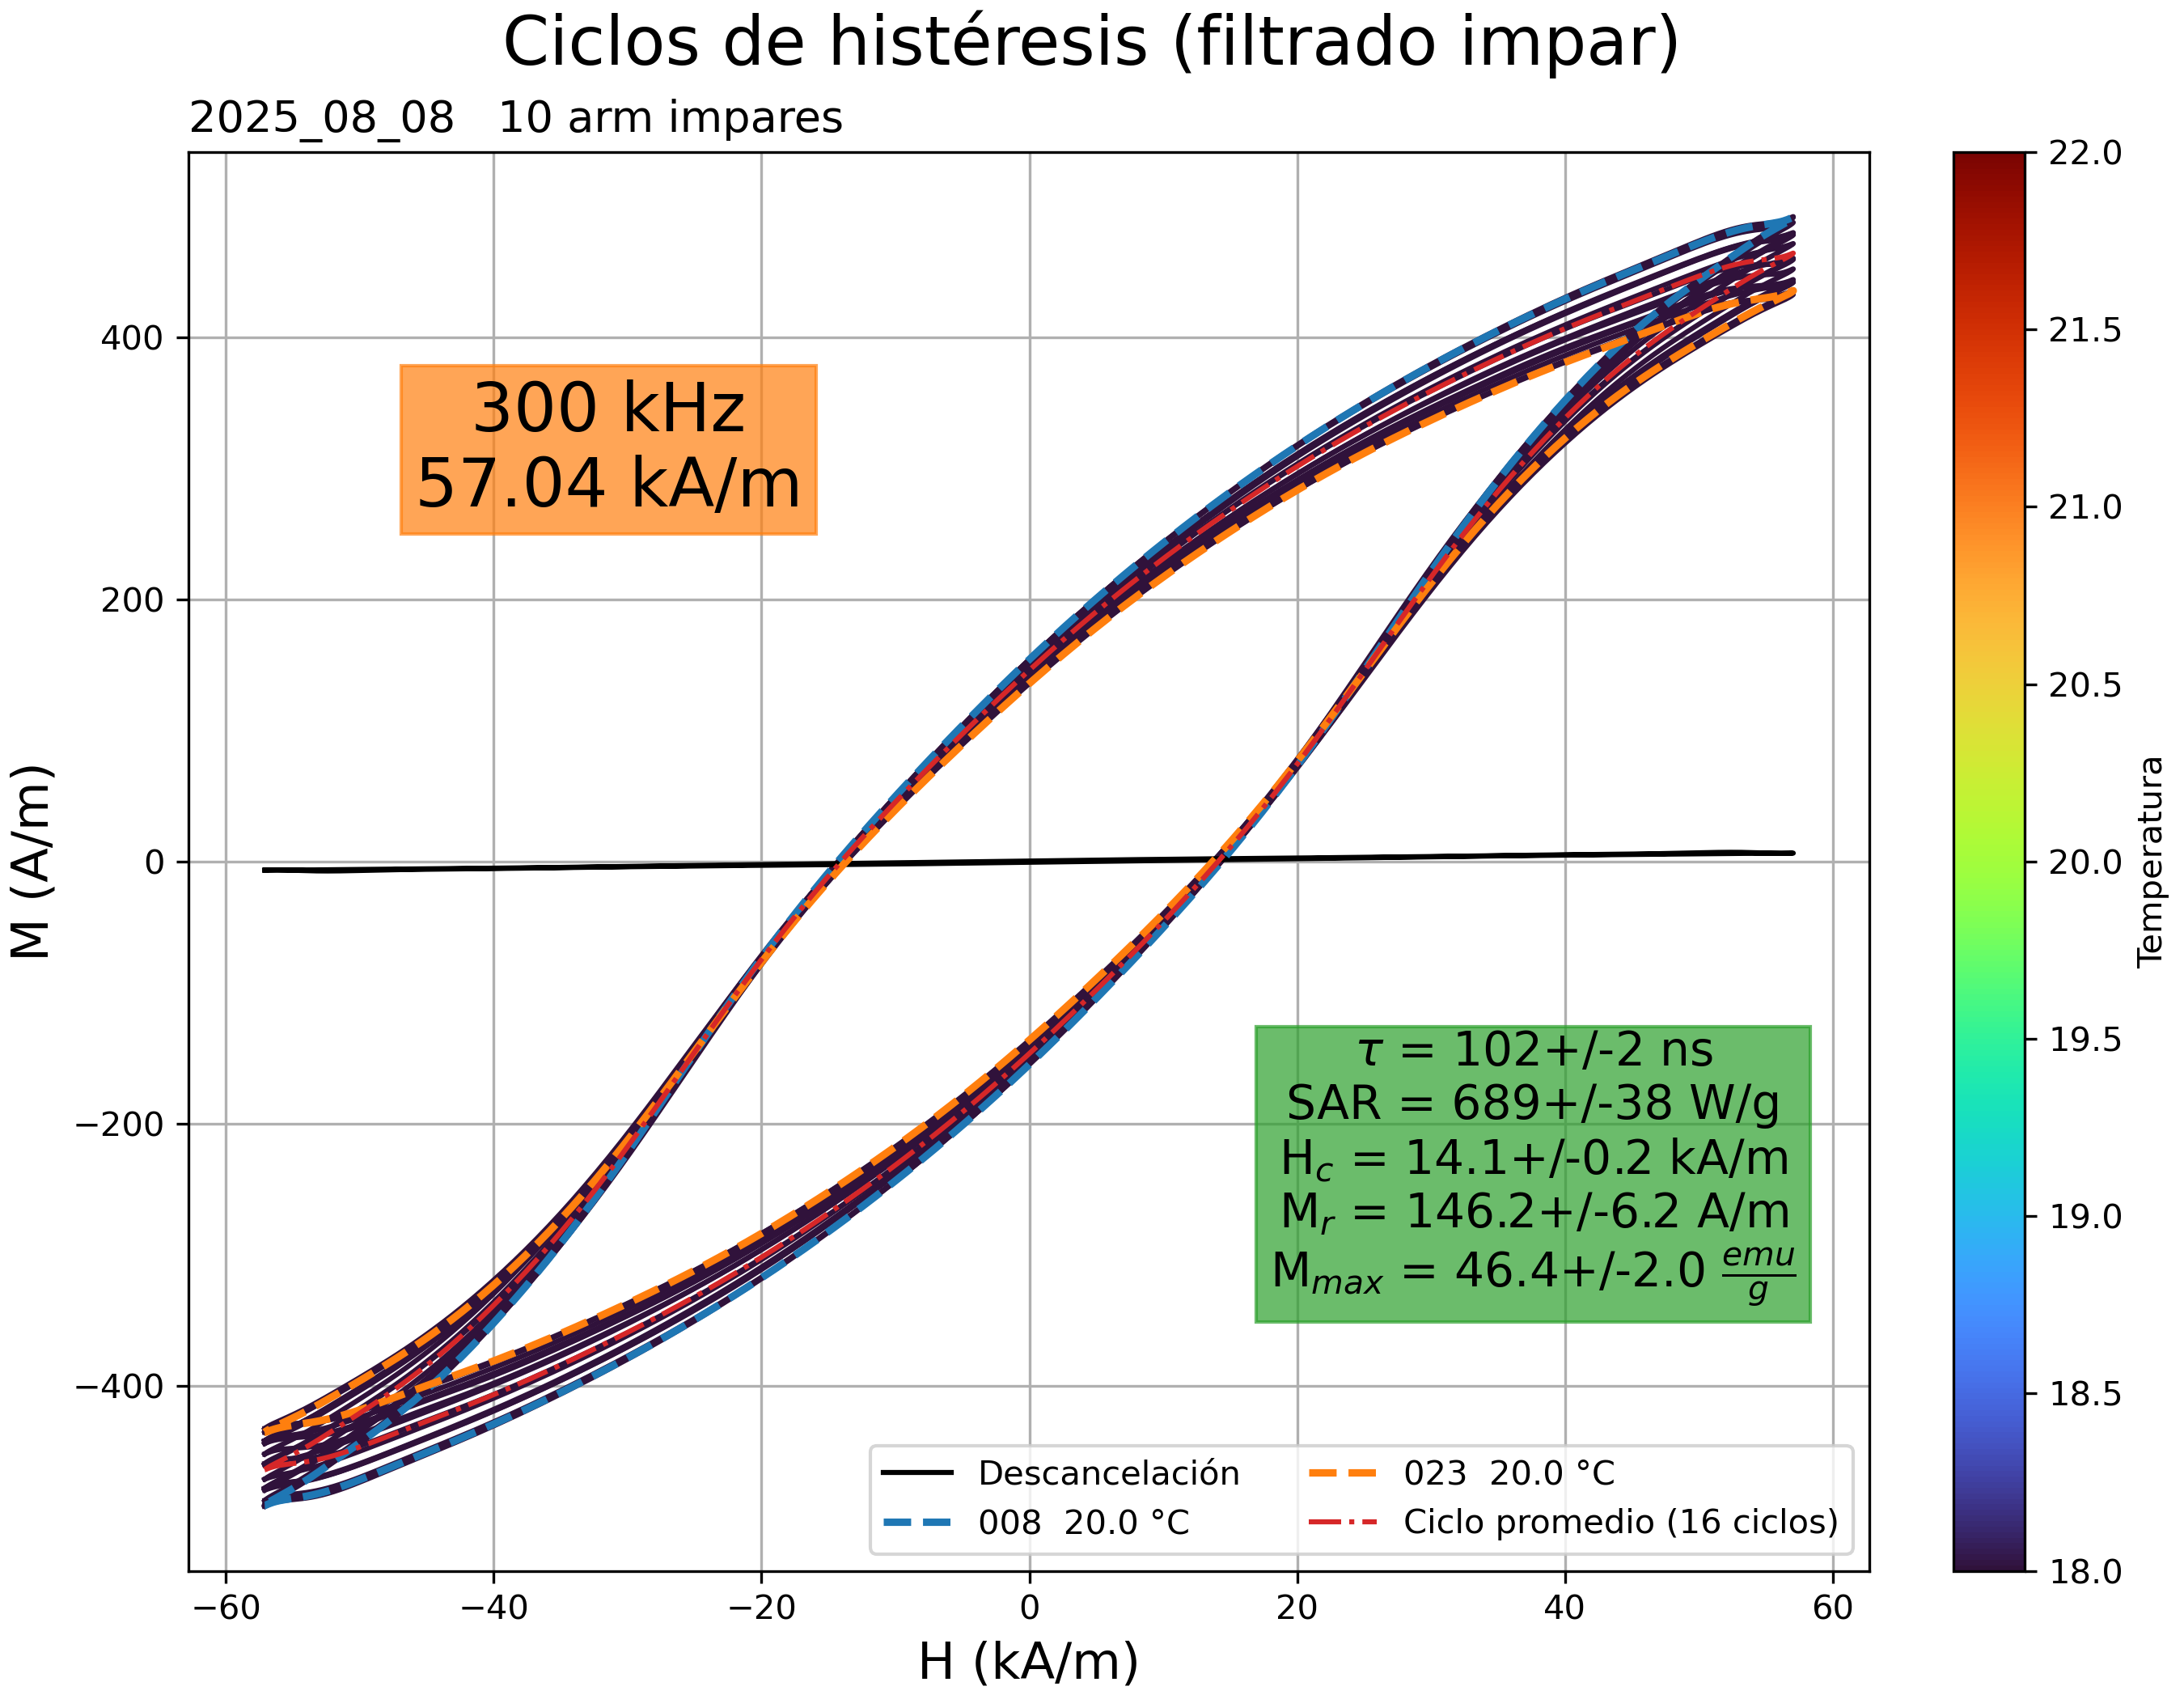 Ciclos de histéresis (filtrado impar)
2025_08_08   10 arm impares
300 kHz
57.04 kA/m
τ = 102+/-2 ns
SAR = 689+/-38 W/g
H_c = 14.1+/-0.2 kA/m
M_r = 146.2+/-6.2 A/m
M_max = 46.4+/-2.0 emu/g
Descancelación
008  20.0 °C
023  20.0 °C
Ciclo promedio (16 ciclos)
M (A/m)
400
200
0
−200
−400
−60 −40 −20 0 20 40 60
H (kA/m)
22.0
21.5
21.0
20.5
20.0
19.5
19.0
18.5
18.0
Temperatura